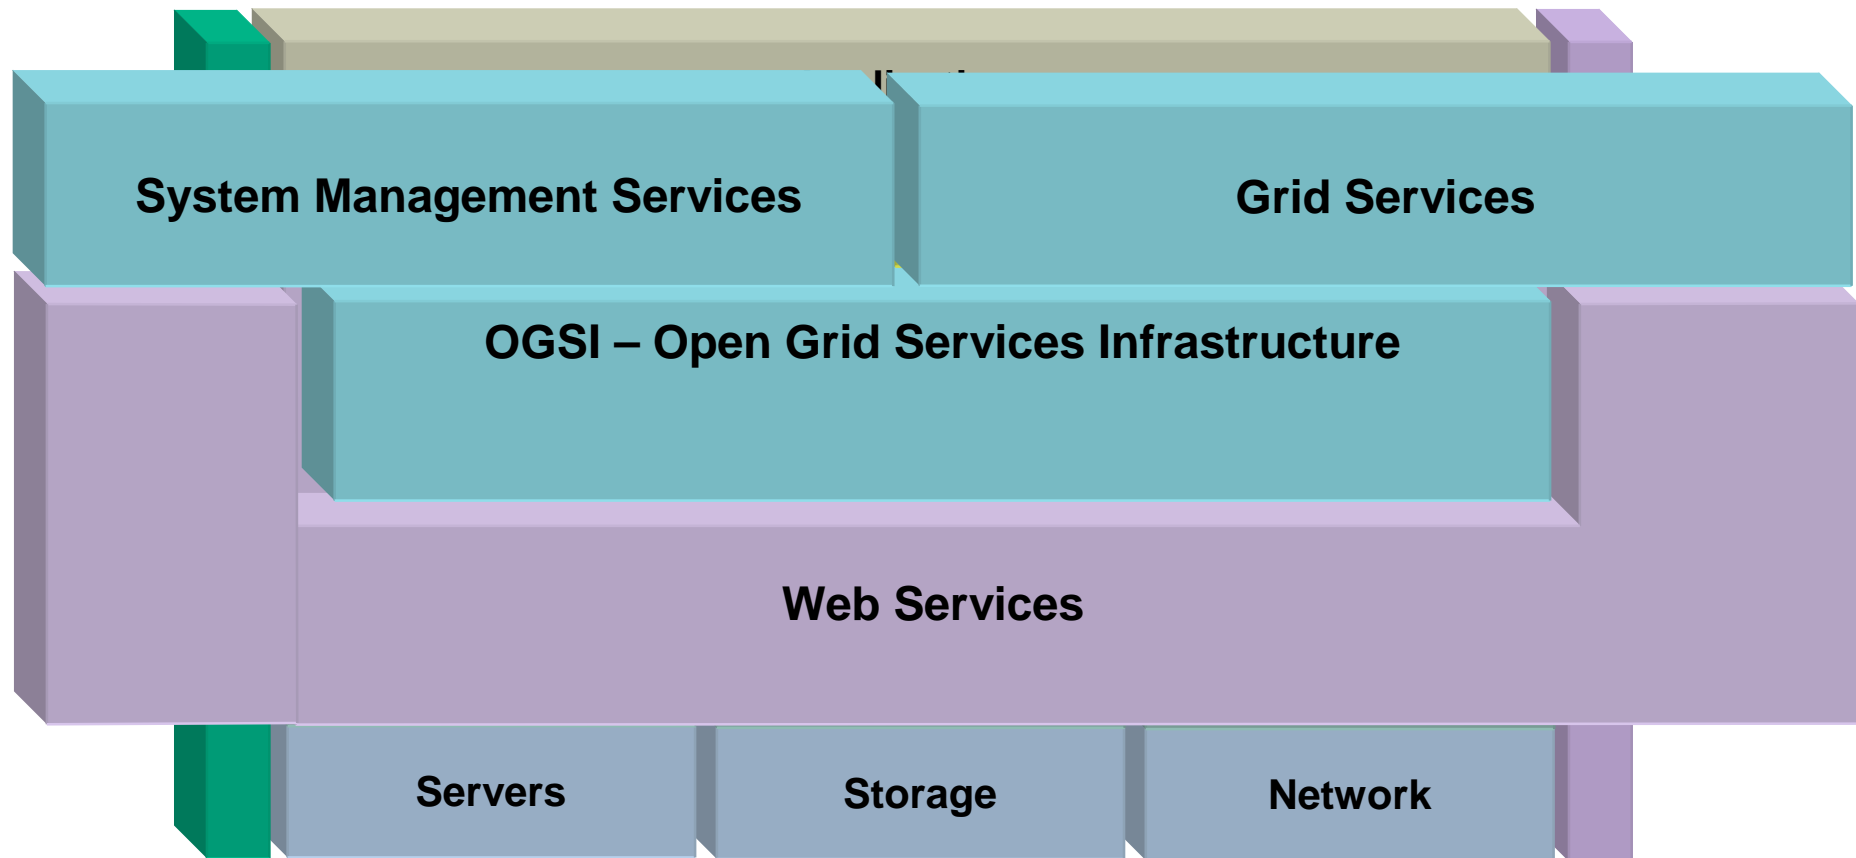 System Management Services
Grid Services
OGSI – Open Grid Services Infrastructure
Web Services
Servers
Storage
Network